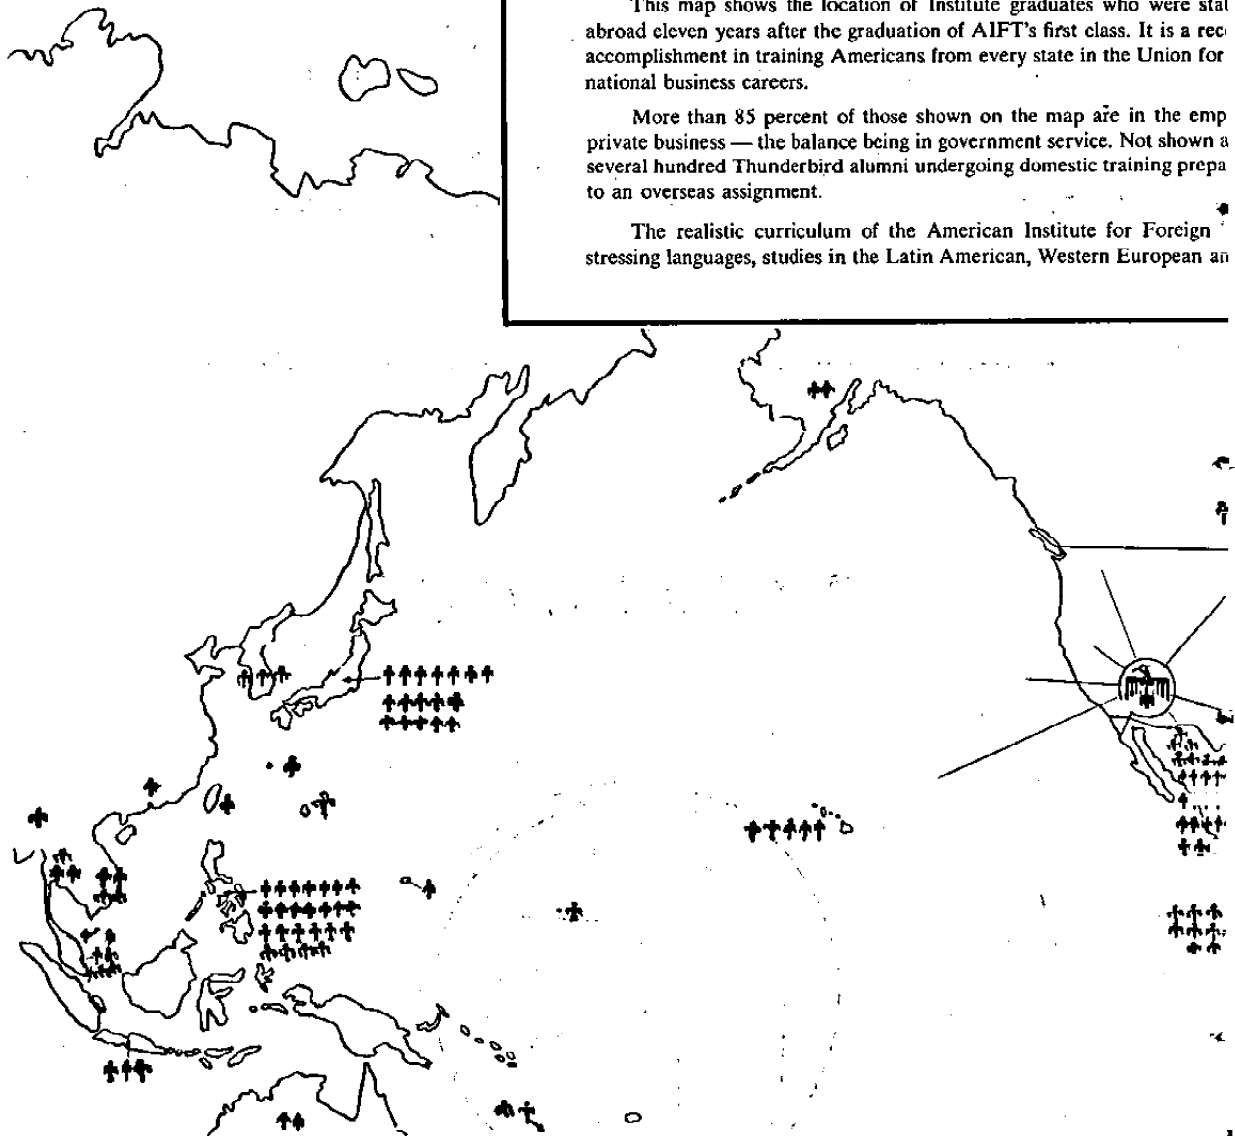 This map shows the location of Institute graduates who were stat
abroad eleven years after the graduation of AIFT's first class. It is a rec
accomplishment in training Americans from every state in the Union for
national business careers.
More than 85 percent of those shown on the map are in the emp
private business — the balance being in government service. Not shown a
several hundred Thunderbird alumni undergoing domestic training prepa
to an overseas assignment.
The realistic curriculum of the American Institute for Foreign
stressing languages, studies in the Latin American, Western European an